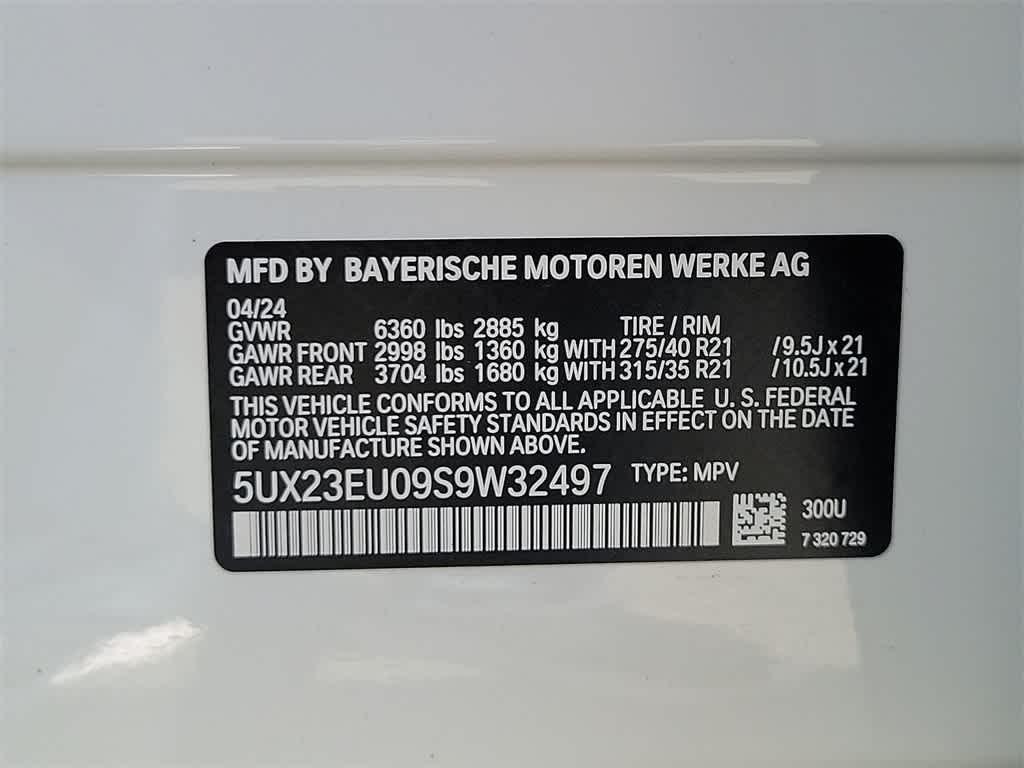 MFD BY BAYERISCHE MOTOREN WERKE AG
04/24
GVWR 6360 lbs 2885 kg TIRE / RIM
GAWR FRONT 2998 lbs 1360 kg WITH 275/40 R21 / 9.5J x 21
GAWR REAR 3704 lbs 1680 kg WITH 315/35 R21 / 10.5J x 21
THIS VEHICLE CONFORMS TO ALL APPLICABLE U. S. FEDERAL
MOTOR VEHICLE SAFETY STANDARDS IN EFFECT ON THE DATE
OF MANUFACTURE SHOWN ABOVE.
5UX23EU09S9W32497 TYPE: MPV
300U
7 320 729